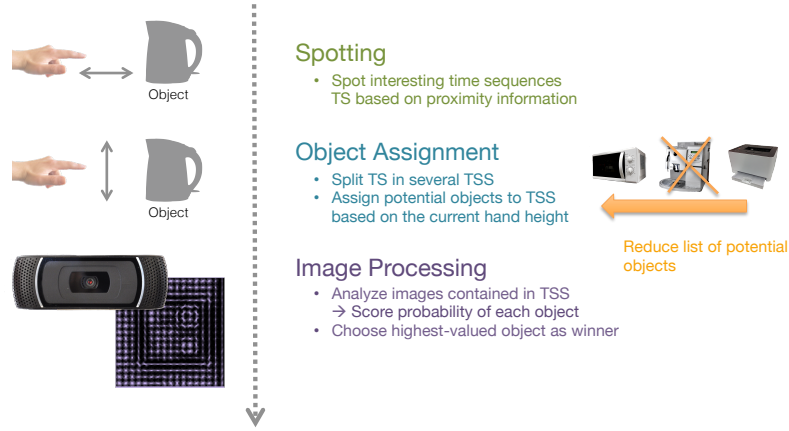 Object
Spotting
• Spot interesting time sequences
TS based on proximity information
Object
Object Assignment
• Split TS in several TSS
• Assign potential objects to TSS
based on the current hand height
Reduce list of potential
objects
Image Processing
• Analyze images contained in TSS
→ Score probability of each object
• Choose highest-valued object as winner